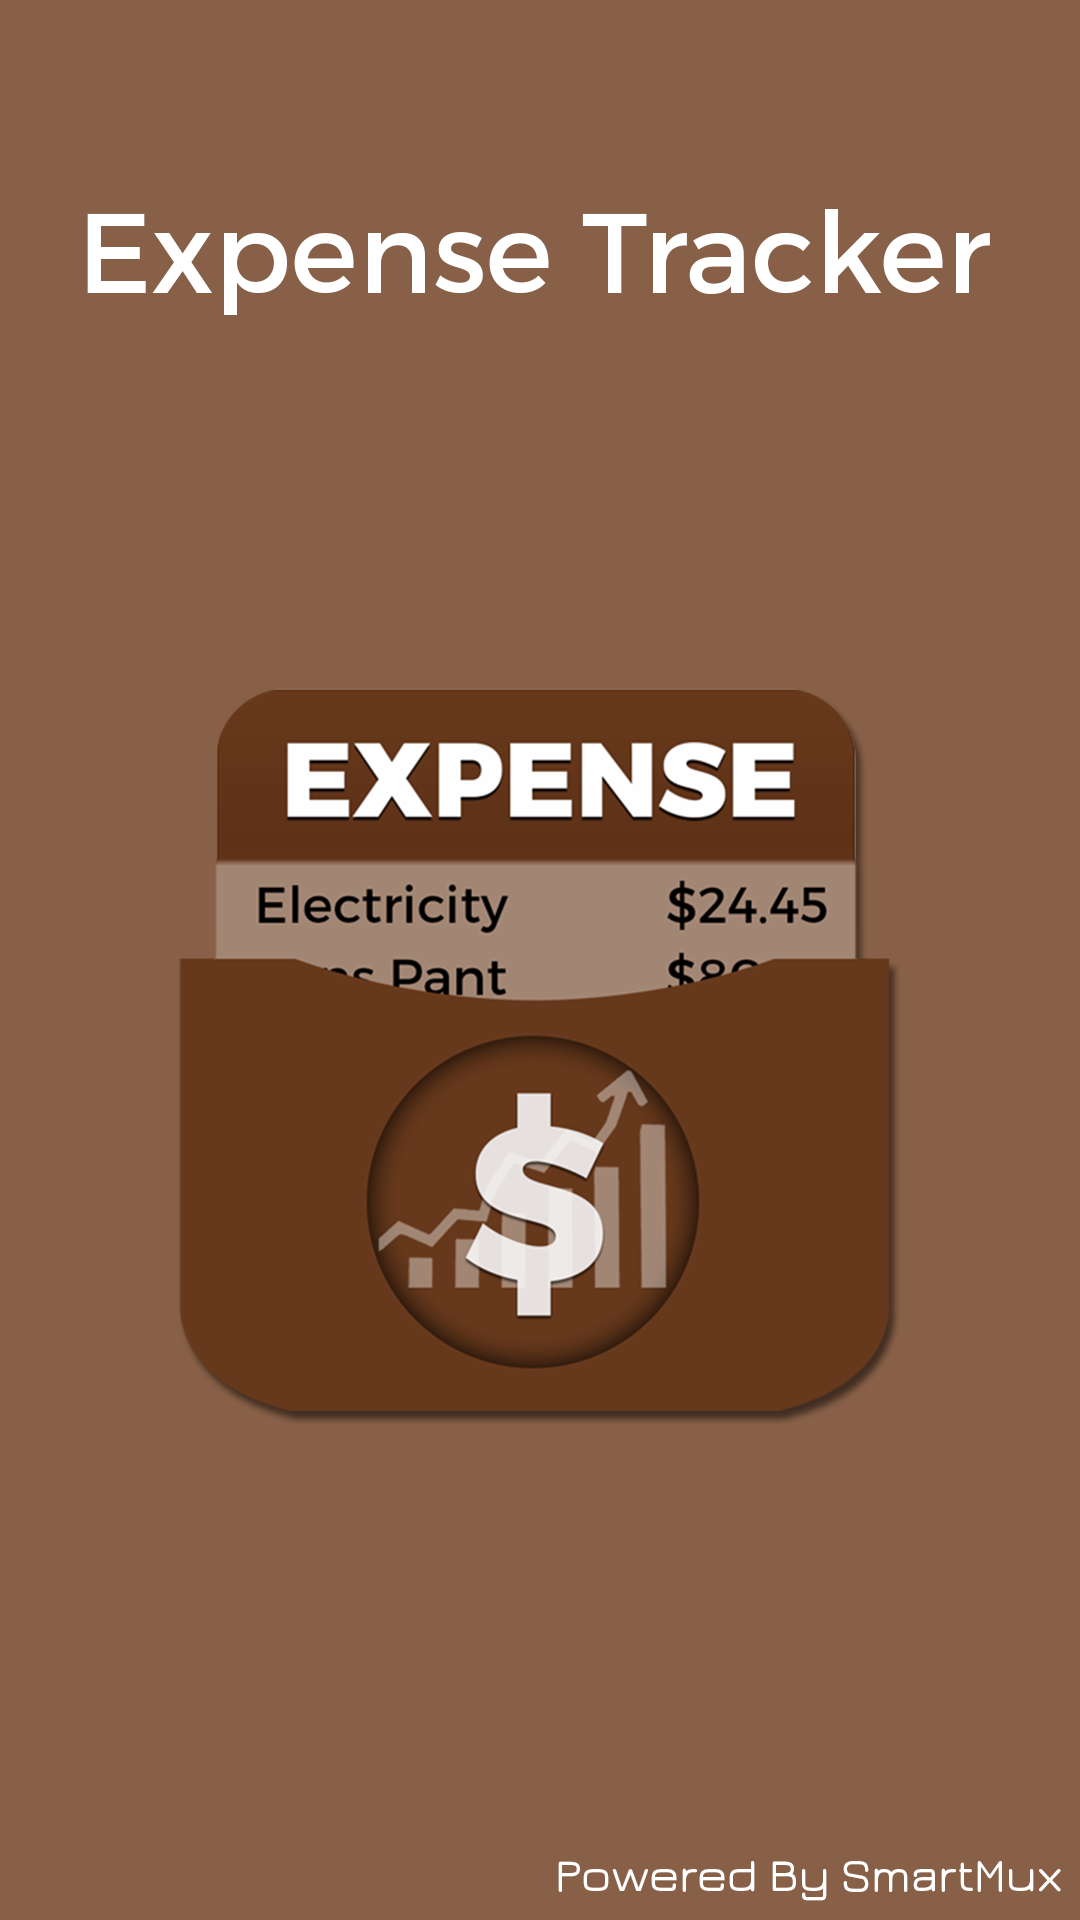 Expense Tracker
EXPENSE
Electricity $24.45
Pant
$
Powered By SmartMux